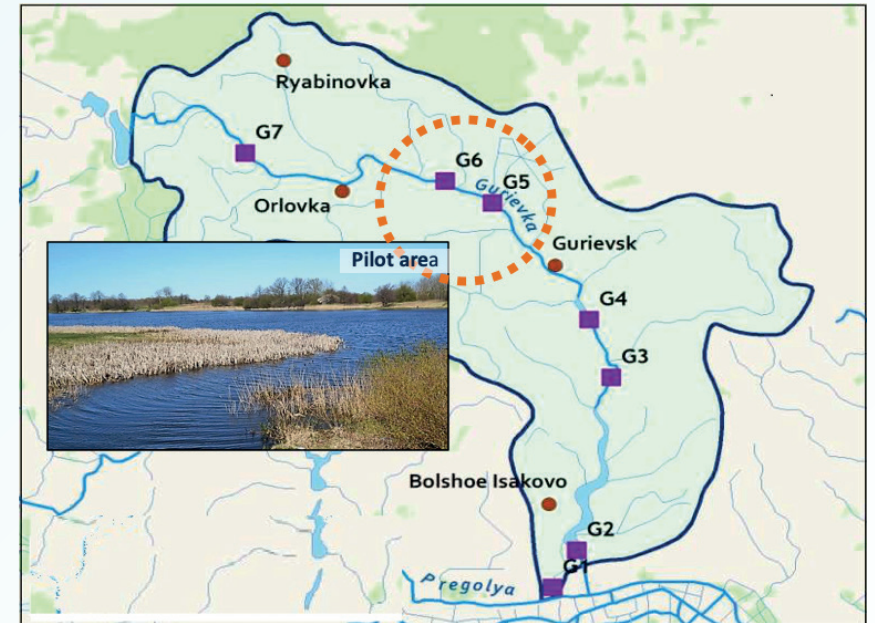 Ryabinovka
G7
G6
Gurievka
G5
Orlovka
Gurievsk
Pilot area
G4
G3
Bolshoe Isakovo
G2
G1
Pregolya